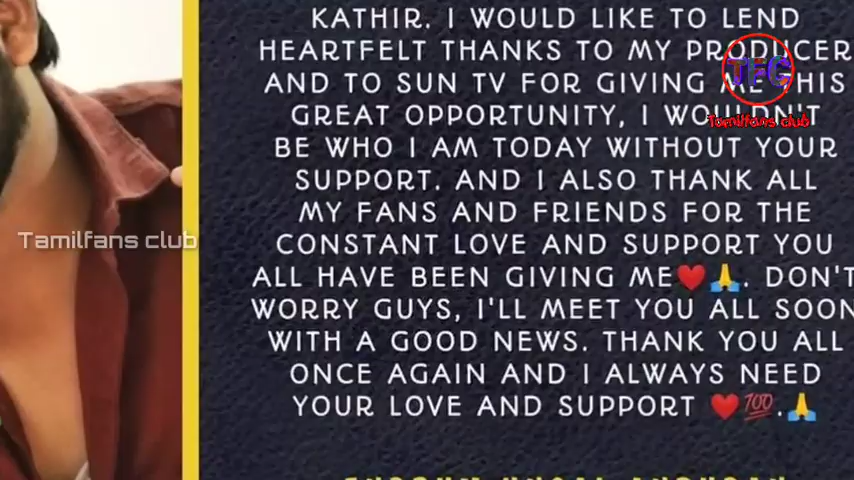 KATHIR. I WOULD LIKE TO LEND
HEARTFELT THANKS TO MY PRODUCER
AND TO SUN TV FOR GIVING ME THIS
GREAT OPPORTUNITY, I WOULDN'T
BE WHO I AM TODAY WITHOUT YOUR
SUPPORT. AND I ALSO THANK ALL
MY FANS AND FRIENDS FOR THE
CONSTANT LOVE AND SUPPORT YOU
ALL HAVE BEEN GIVING ME❤️🙏. DON'T
WORRY GUYS, I'LL MEET YOU ALL SOON
WITH A GOOD NEWS. THANK YOU ALL
ONCE AGAIN AND I ALWAYS NEED
YOUR LOVE AND SUPPORT ❤️💯.🙏
TFC
Tamilfans club
Tamilfans club